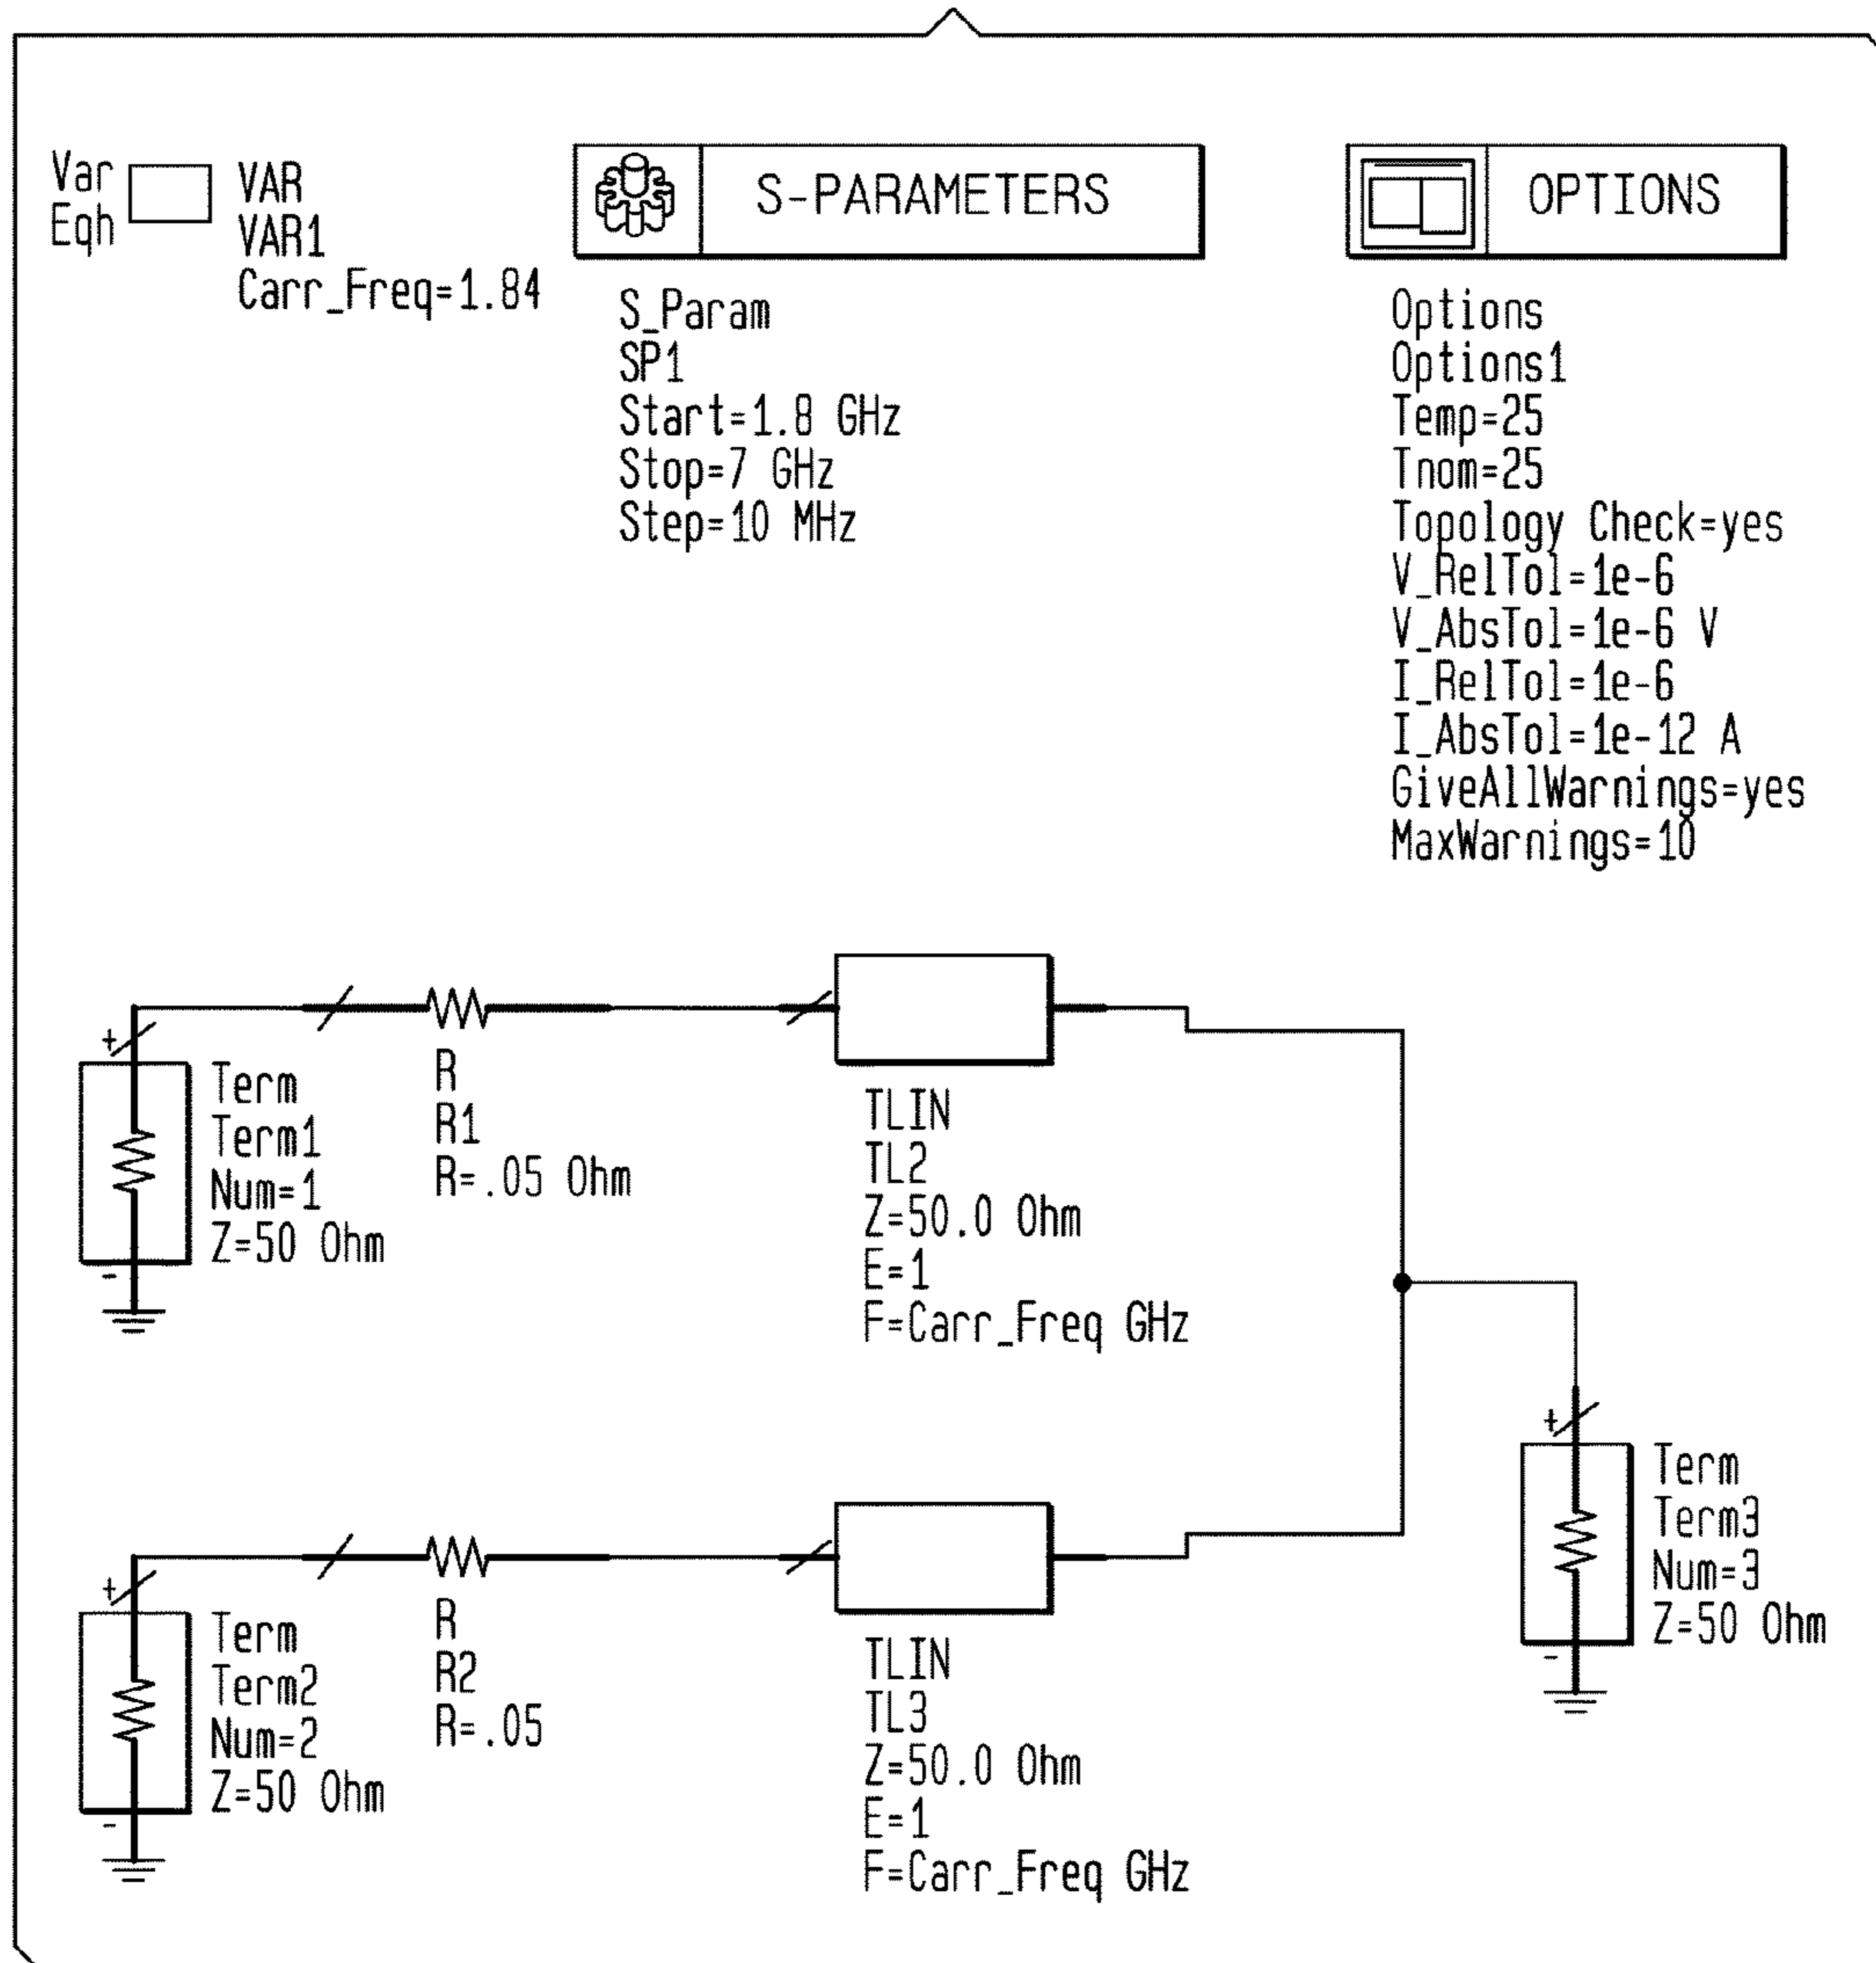 Var
Eqh
VAR
VAR1
Carr_Freq=1.84
S-PARAMETERS
S_Param
SP1
Start=1.8 GHz
Stop=7 GHz
Step=10 MHz
OPTIONS
Options
Options1
Temp=25
Tnom=25
Topology Check=yes
V_RelTol=1e-6
V_AbsTol=1e-6 V
I_RelTol=1e-6
I_AbsTol=1e-12 A
GiveAllWarnings=yes
MaxWarnings=10
+
-
Term
Term1
Num=1
Z=50 Ohm
R
R1
R=.05 Ohm
TLIN
TL2
Z=50.0 Ohm
E=1
F=Carr_Freq GHz
+
-
Term
Term2
Num=2
Z=50 Ohm
R
R2
R=.05
TLIN
TL3
Z=50.0 Ohm
E=1
F=Carr_Freq GHz
+
-
Term
Term3
Num=3
Z=50 Ohm